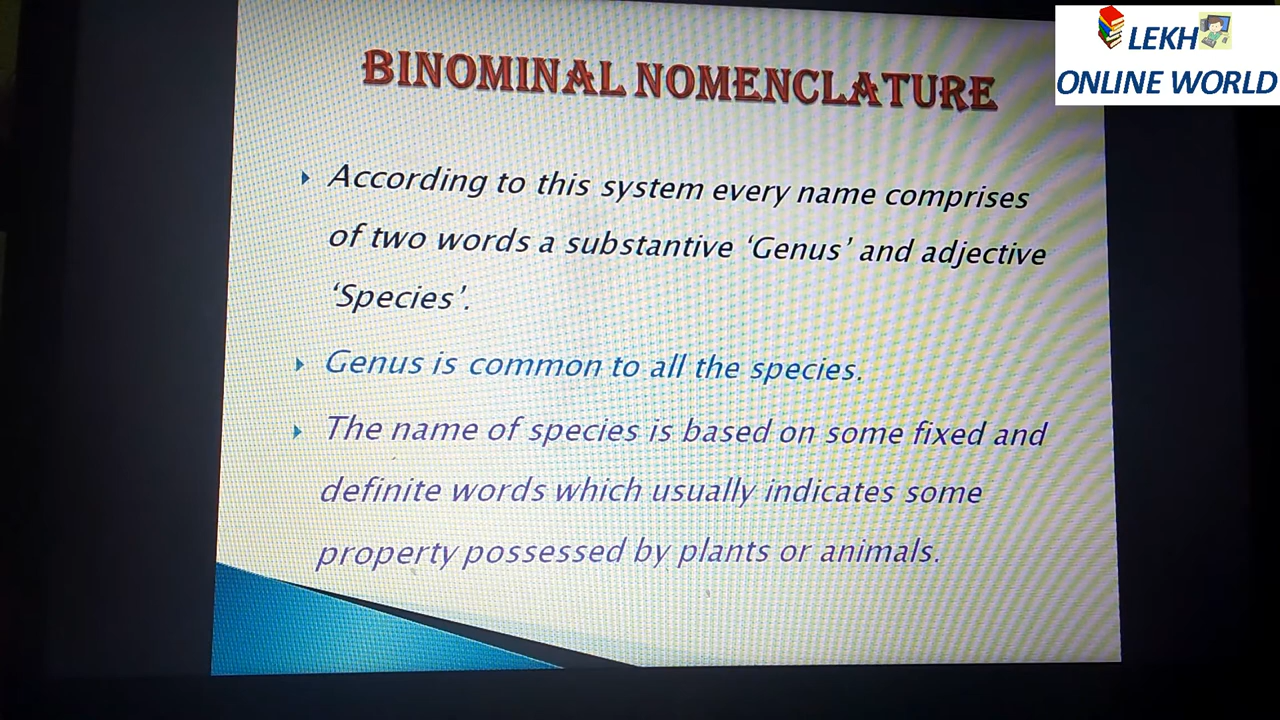 LEKH
ONLINE WORLD
BINOMINAL NOMENCLATURE
According to this system every name comprises
of two words a substantive ‘Genus’ and adjective
‘Species’.
Genus is common to all the species.
The name of species is based on some fixed and
definite words which usually indicates some
property possessed by plants or animals.